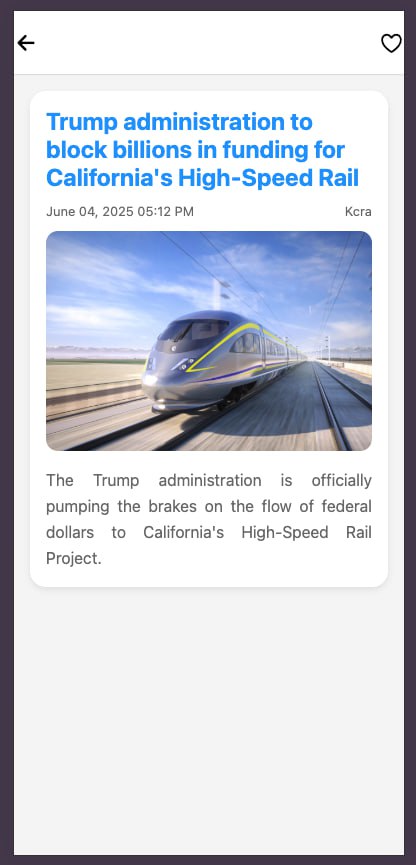 Trump administration to
block billions in funding for
California's High-Speed Rail
June 04, 2025 05:12 PM Kcra
The Trump administration is officially
pumping the brakes on the flow of federal
dollars to California's High-Speed Rail
Project.